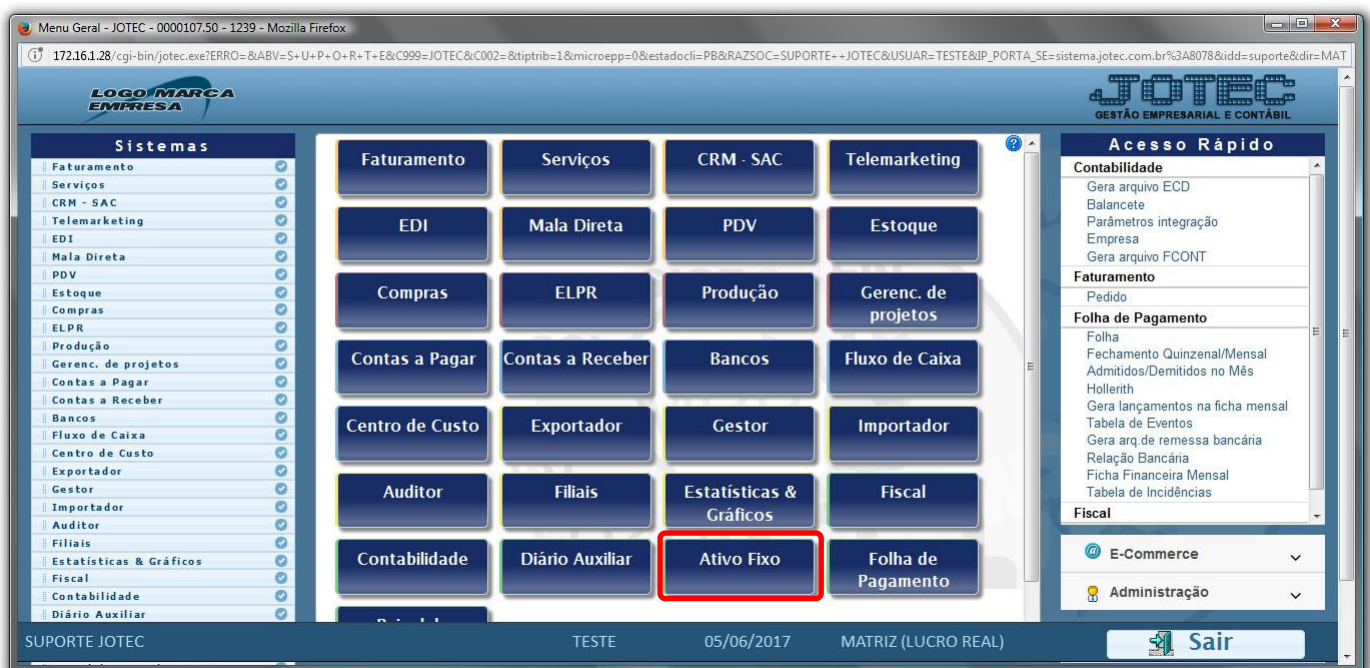 Menu Geral - JOTEC - 0000107.50 - 1239 - Mozilla Firefox
172.16.1.28/cgi-bin/jotec.exe?ERRO=&ABV=S+U+P+O+R+T+E&C999=JOTEC&C002=&tiptrib=1&microepp=0&estadocli=PB&RAZSOC=SUPORTE++JOTEC&USUAR=TESTE&IP_PORTA_SE=sistema.jotec.com.br%3A8078&idd=suporte&dir=MAT
LOGO MARCA
EMPRESA
JOTEC
GESTÃO EMPRESARIAL E CONTÁBIL
Sistemas
Faturamento
Serviços
CRM - SAC
Telemarketing
EDI
Mala Direta
PDV
Estoque
Compras
ELPR
Produção
Gerenc. de projetos
Contas a Pagar
Contas a Receber
Bancos
Fluxo de Caixa
Centro de Custo
Exportador
Gestor
Importador
Auditor
Filiais
Estatísticas & Gráficos
Fiscal
Contabilidade
Diário Auxiliar
Faturamento
Serviços
CRM - SAC
Telemarketing
EDI
Mala Direta
PDV
Estoque
Compras
ELPR
Produção
Gerenc. de
projetos
Contas a Pagar
Contas a Receber
Bancos
Fluxo de Caixa
Centro de Custo
Exportador
Gestor
Importador
Auditor
Filiais
Estatísticas &
Gráficos
Fiscal
Contabilidade
Diário Auxiliar
Ativo Fixo
Folha de
Pagamento
Acesso Rápido
Contabilidade
Gera arquivo ECD
Balancete
Parâmetros integração
Empresa
Gera arquivo FCONT
Faturamento
Pedido
Folha de Pagamento
Folha
Fechamento Quinzenal/Mensal
Admitidos/Demitidos no Mês
Hollerith
Gera lançamentos na ficha mensal
Tabela de Eventos
Gera arq.de remessa bancária
Relação Bancária
Ficha Financeira Mensal
Tabela de Incidências
Fiscal
E-Commerce
Administração
SUPORTE JOTEC
TESTE
05/06/2017
MATRIZ (LUCRO REAL)
Sair